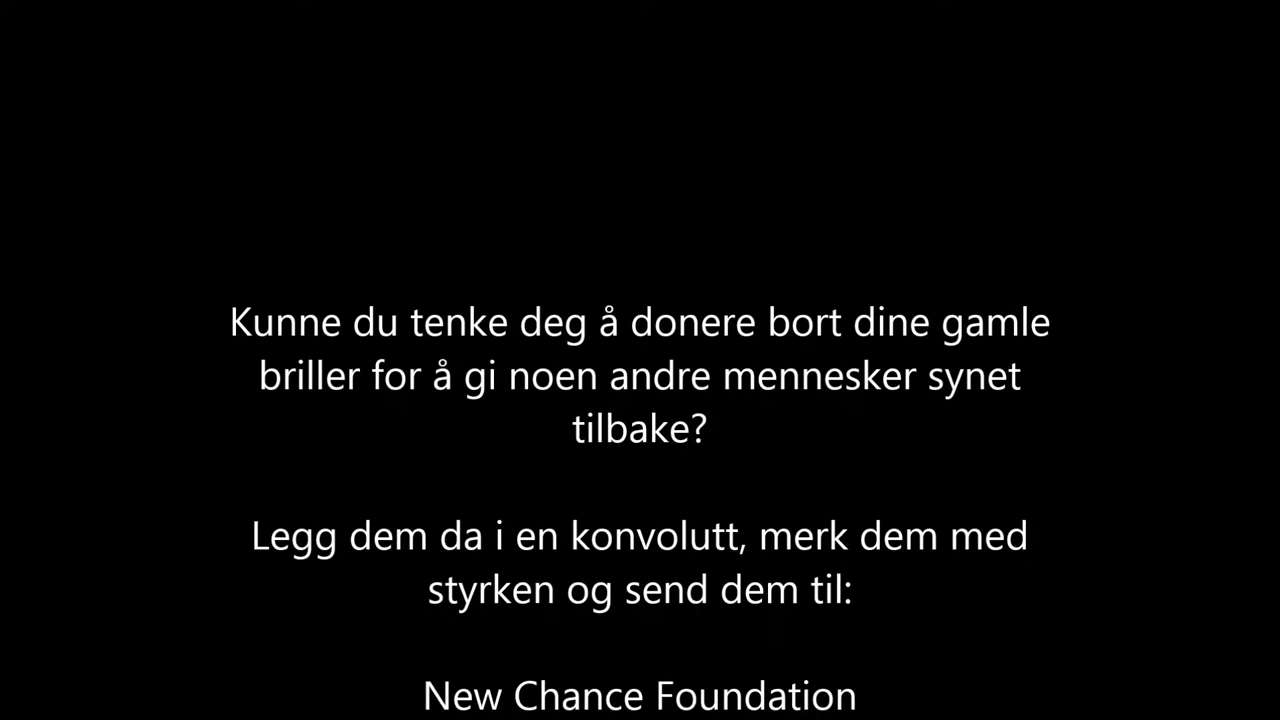 Kunne du tenke deg å donere bort dine gamle
briller for å gi noen andre mennesker synet
tilbake?
Legg dem da i en konvolutt, merk dem med
styrken og send dem til:
New Chance Foundation